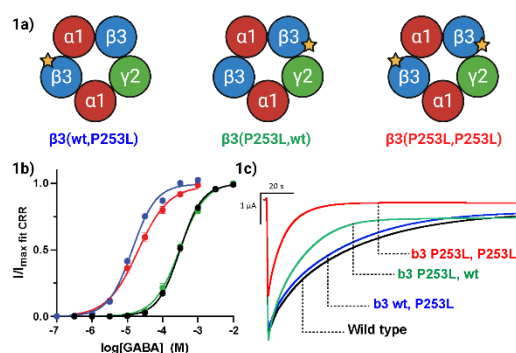 1a)
α1 β3 β3 α1 γ2
α1 β3 β3 α1 γ2
α1 β3 β3 α1 γ2
β3(wt,P253L) β3(P253L,wt) β3(P253L,P253L)
1b)
I/Imax fit CRR
1.0
0.5
0.0
-7 -6 -5 -4 -3 -2
log[GABA] (M)
1c)
20 s
1 µA
b3 P253L, P253L
b3 P253L, wt
b3 wt, P253L
Wild type